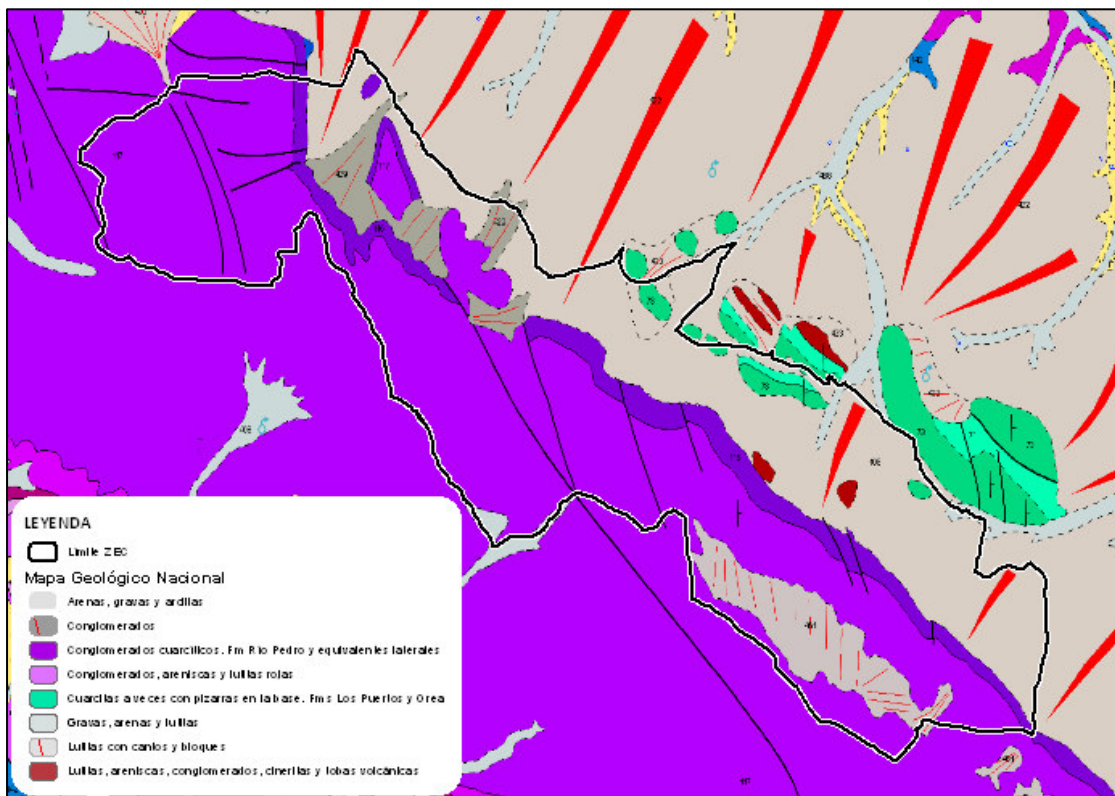 LEYENDA
Límite ZEC
Mapa Geológico Nacional
Arenas, gravas y arcillas
Conglomerados
Conglomerados cuarcíticos. Fm Río Pedro y equivalentes laterales
Conglomerados, areniscas y lutitas rojas
Cuarcitas a veces con pizarras en la base. Fms Los Puertos y Orea
Gravas, arenas y lutitas
Lutitas con cantos y bloques
Lutitas, areniscas, conglomerados, cineritas y tobas volcánicas
422